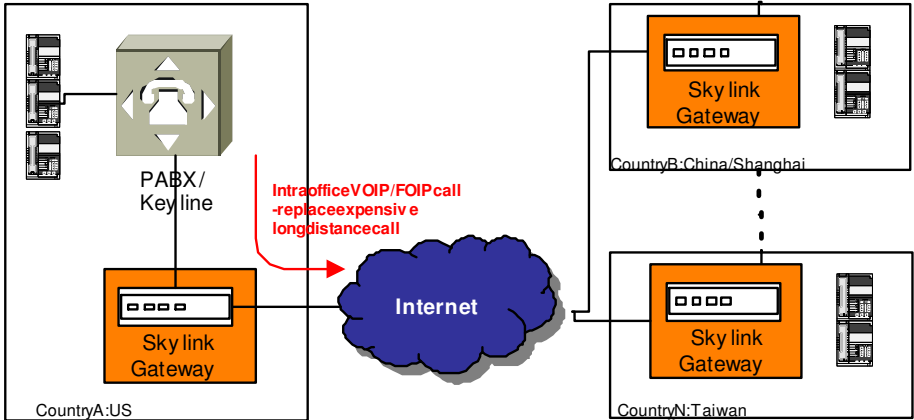 PABX/
Key line
IntraofficeVOIP/FOIPcall
-replaceexpensive
longdistancecall
Sky link
Gateway
CountryA:US
Internet
Sky link
Gateway
CountryB:China/Shanghai
Sky link
Gateway
CountryN:Taiwan